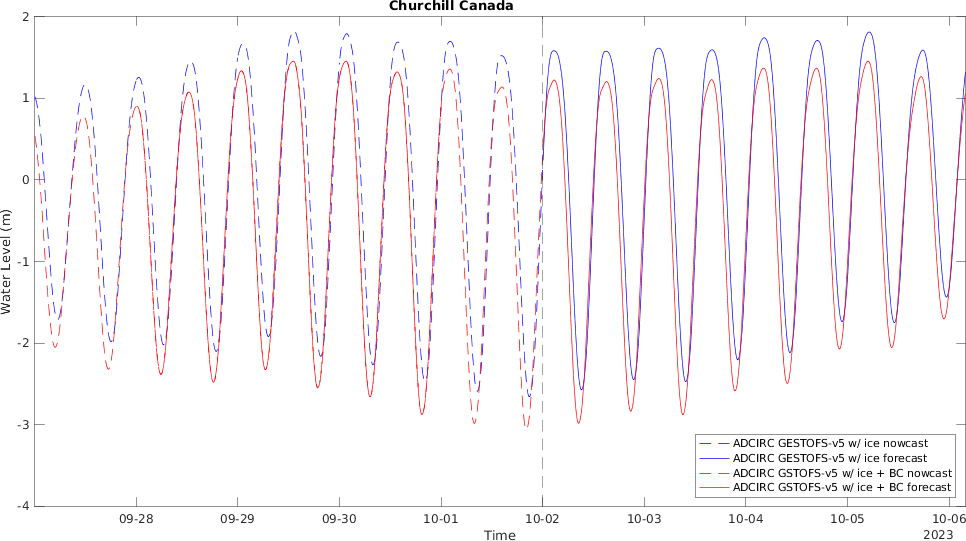 Churchill Canada
2
1
0
-1
-2
-3
-4
Water Level (m)
ADCIRC GESTOFS-v5 w/ ice nowcast
ADCIRC GESTOFS-v5 w/ ice forecast
ADCIRC GSTOFS-v5 w/ ice + BC nowcast
ADCIRC GSTOFS-v5 w/ ice + BC forecast
09-28 09-29 09-30 10-01 10-02 10-03 10-04 10-05 10-06
Time 2023